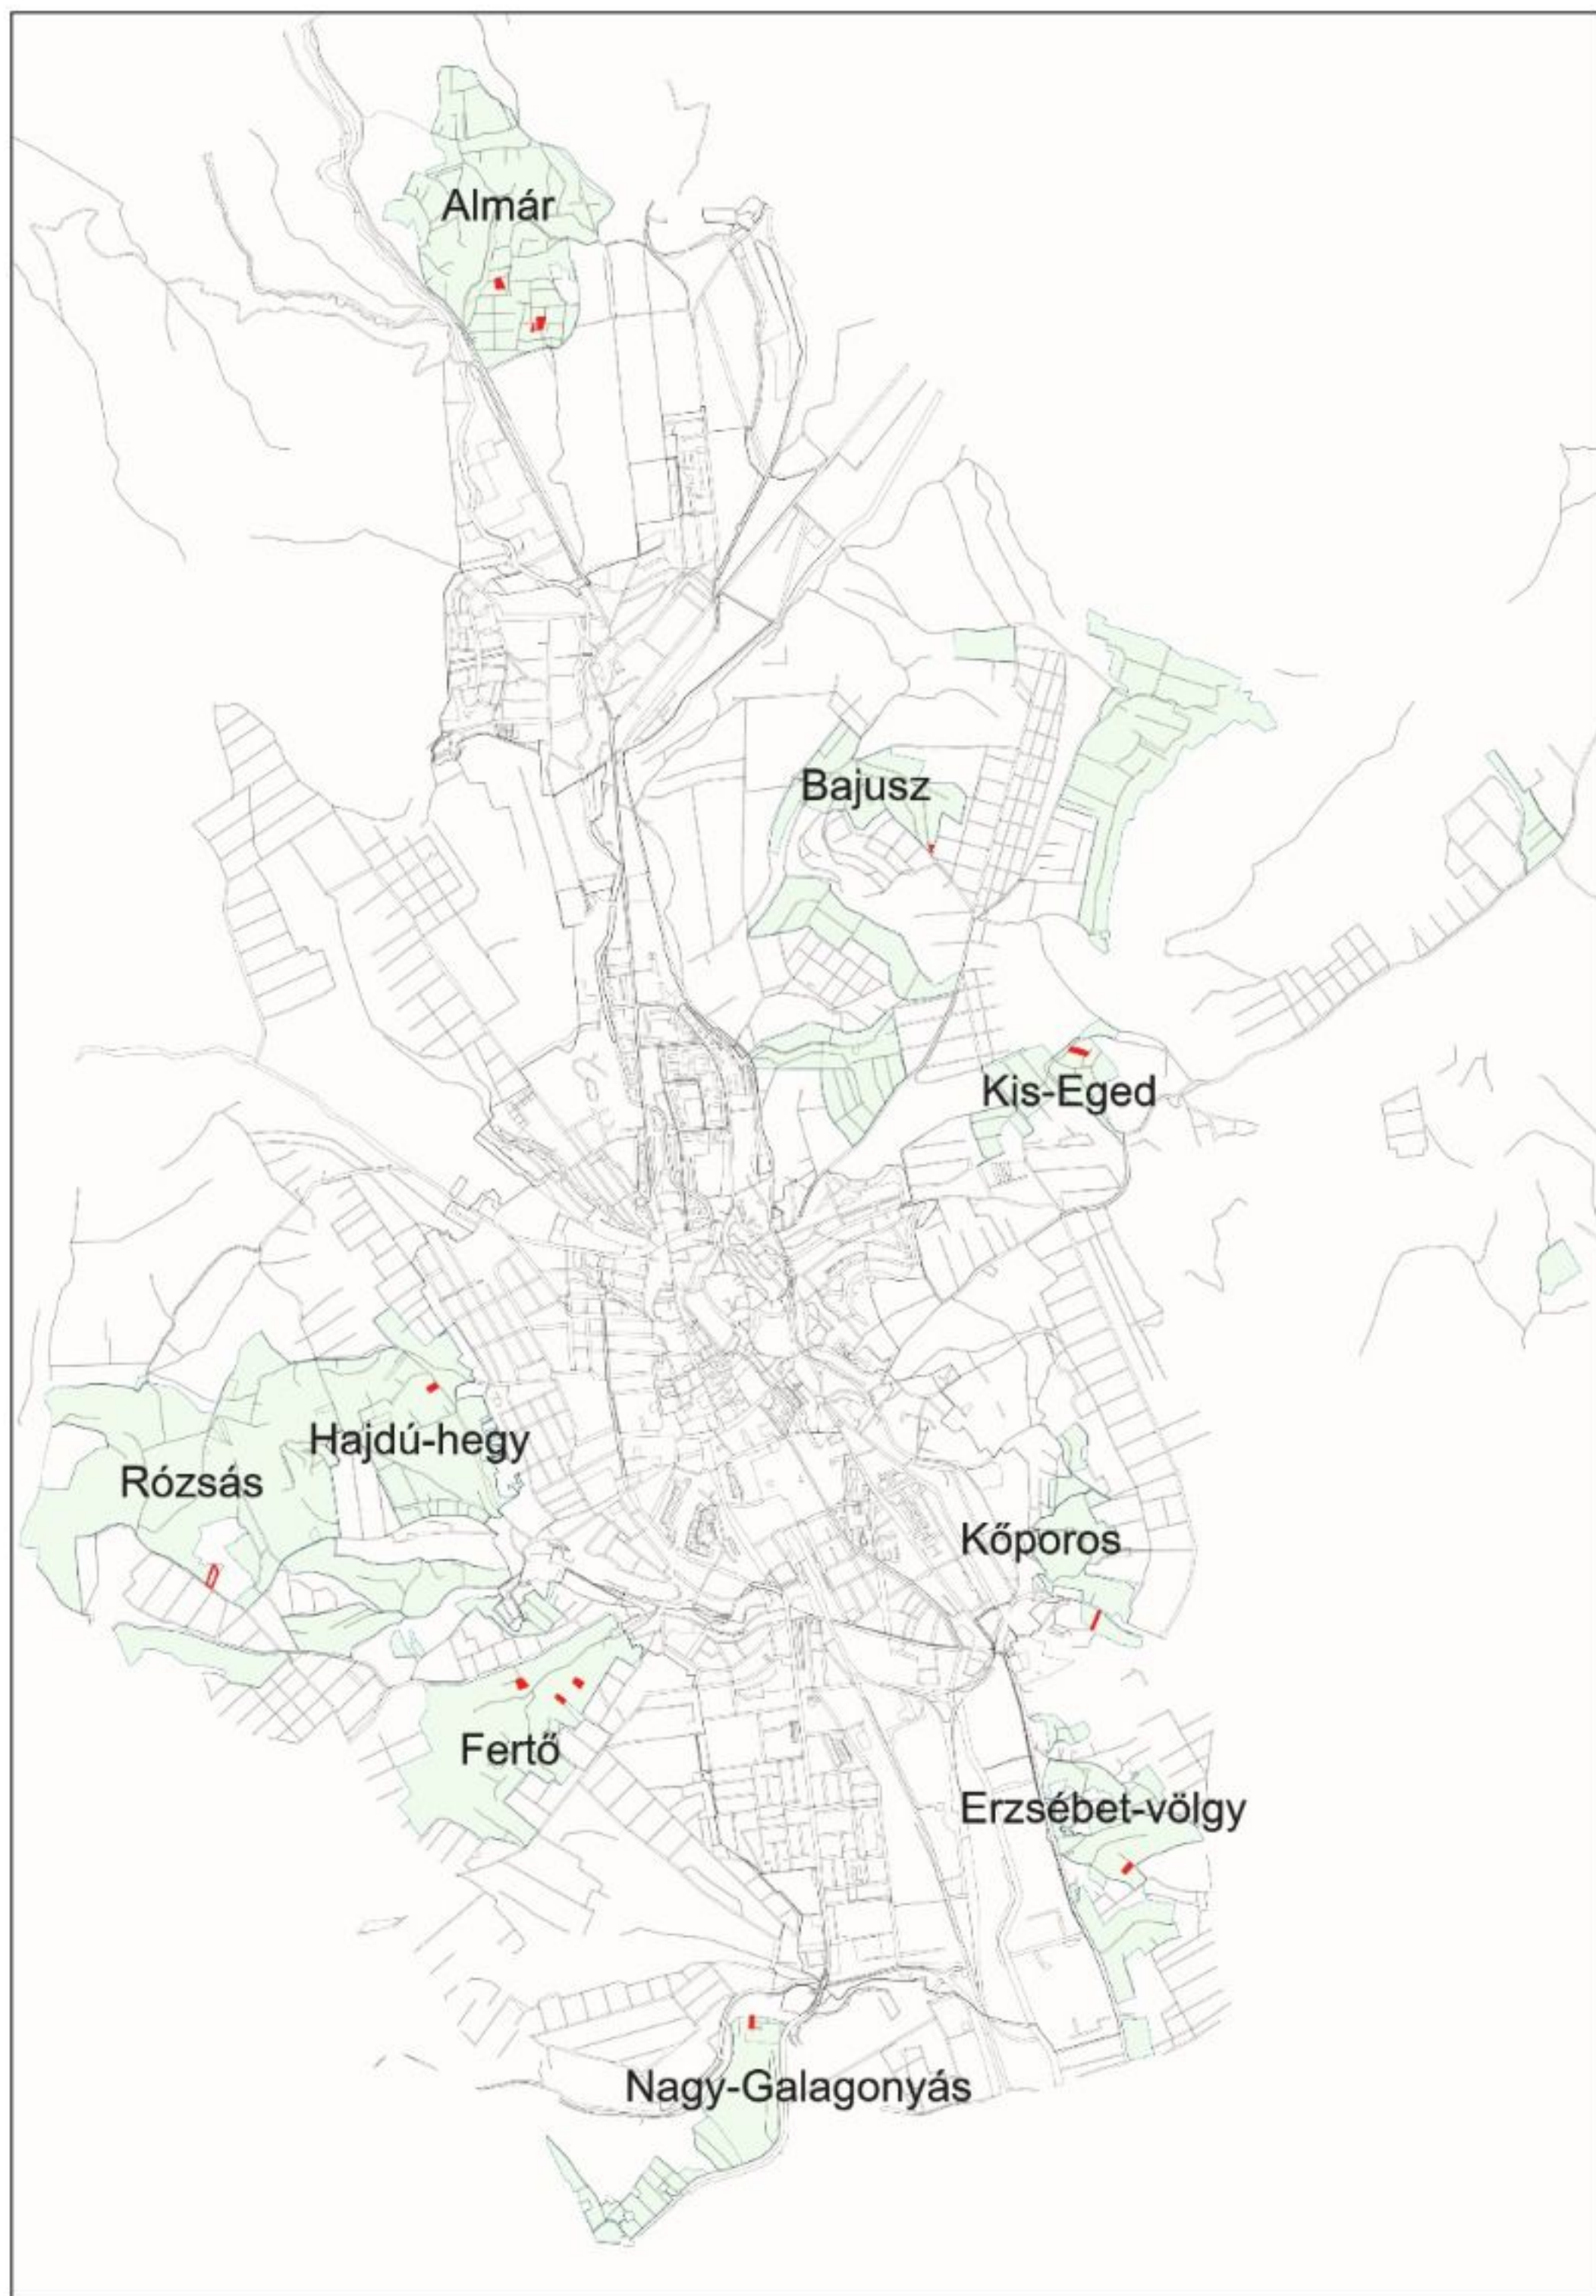 Almár
Bajusz
Kis-Eged
Hajdú-hegy
Rózsás
Kőporos
Fertő
Erzsébet-völgy
Nagy-Galagonyás